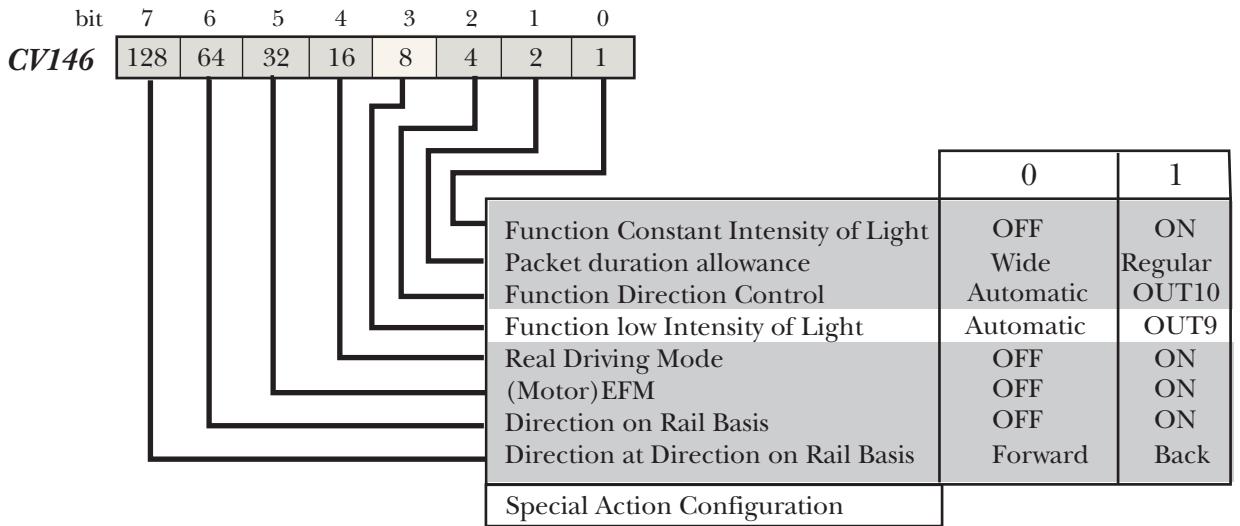 bit 7 6 5 4 3 2 1 0
CV146 128 64 32 16 8 4 2 1
0 1
Function Constant Intensity of Light OFF ON
Packet duration allowance Wide Regular
Function Direction Control Automatic OUT10
Function low Intensity of Light Automatic OUT9
Real Driving Mode OFF ON
(Motor)EFM OFF ON
Direction on Rail Basis OFF ON
Direction at Direction on Rail Basis Forward Back
Special Action Configuration